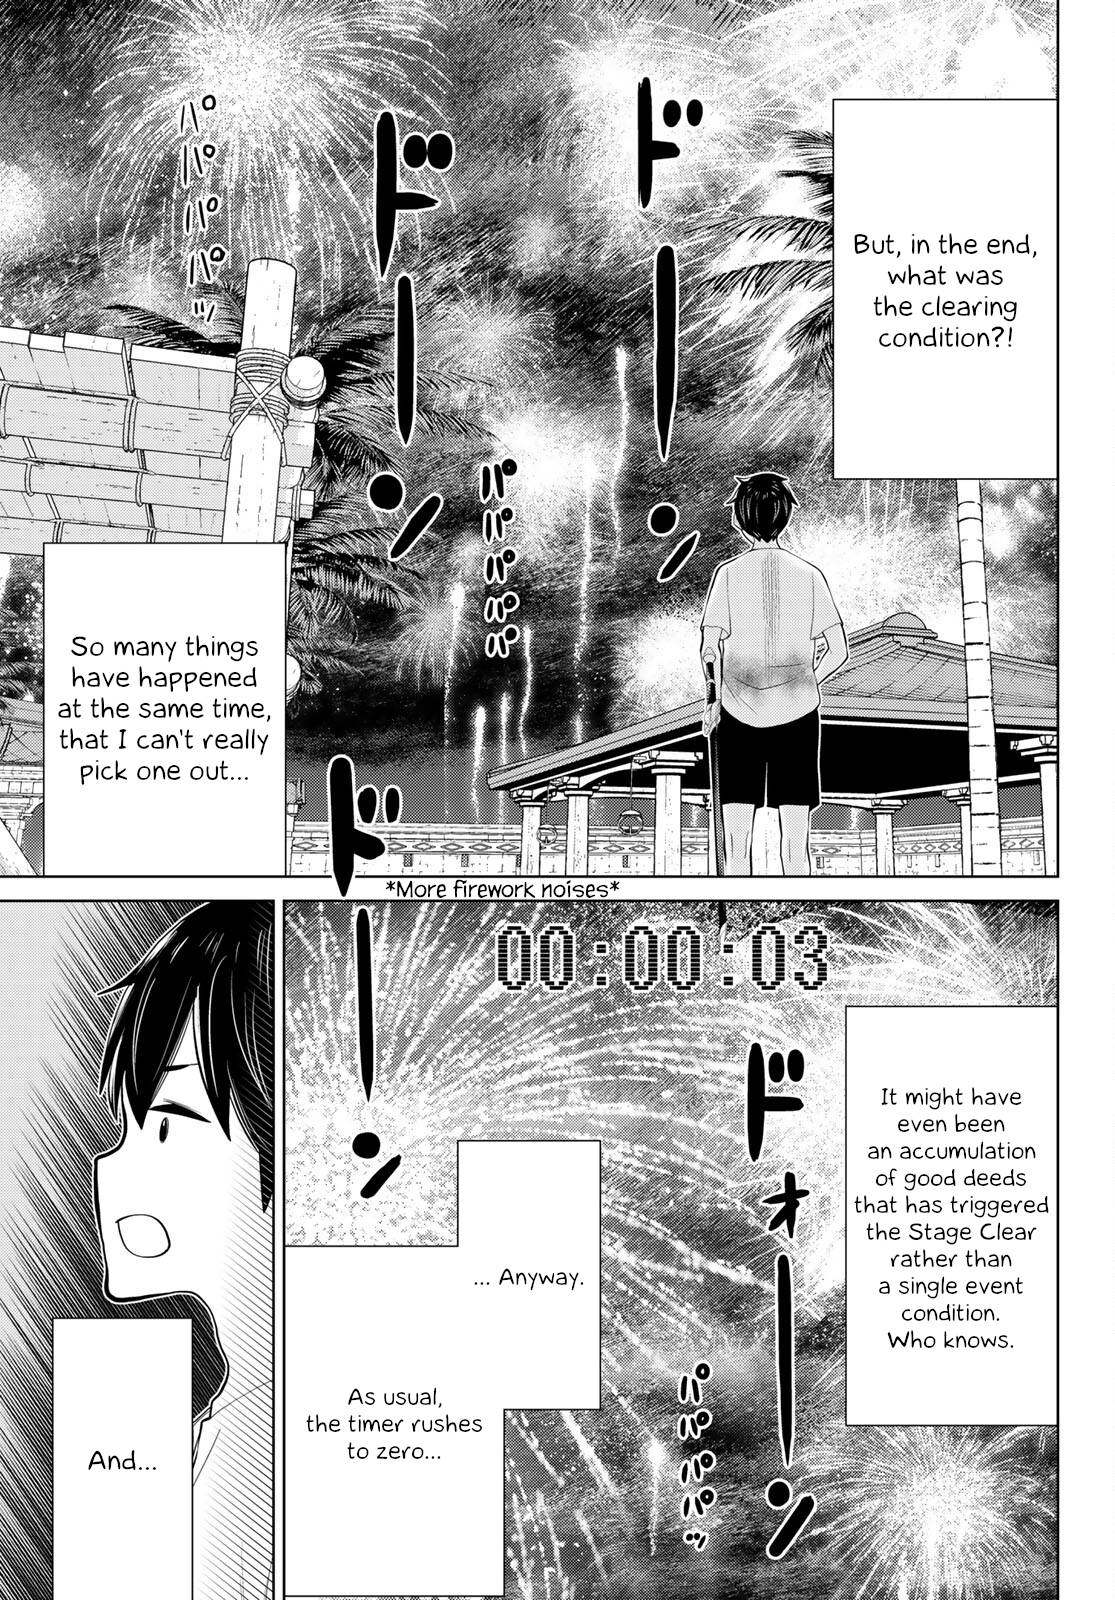 But, in the end,
what was
the clearing
condition?!
ドーン
ドーン
パパパパパッ
パパパパパ
So many things
have happened
at the same time,
that I can't really
pick one out...
*More firework noises*
00:00:03
It might have
even been
an accumulation
of good deeds
that has triggered
the Stage Clear
rather than
a single event
condition.
Who knows.
ドォーン
パパパパッ
... Anyway.
ドーン
As usual,
the timer rushes
to zero...
And...